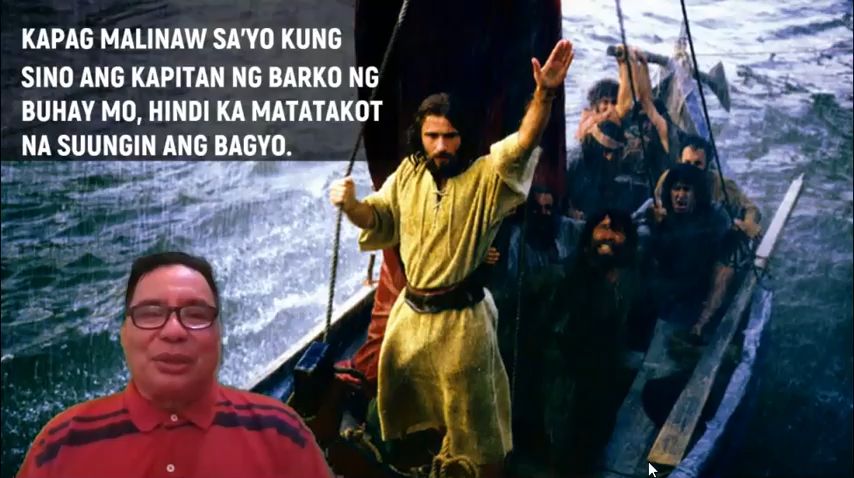 KAPAG MALINAW SA'YO KUNG
SINO ANG KAPITAN NG BARKO NG
BUHAY MO, HINDI KA MATATAKOT
NA SUUNGIN ANG BAGYO.